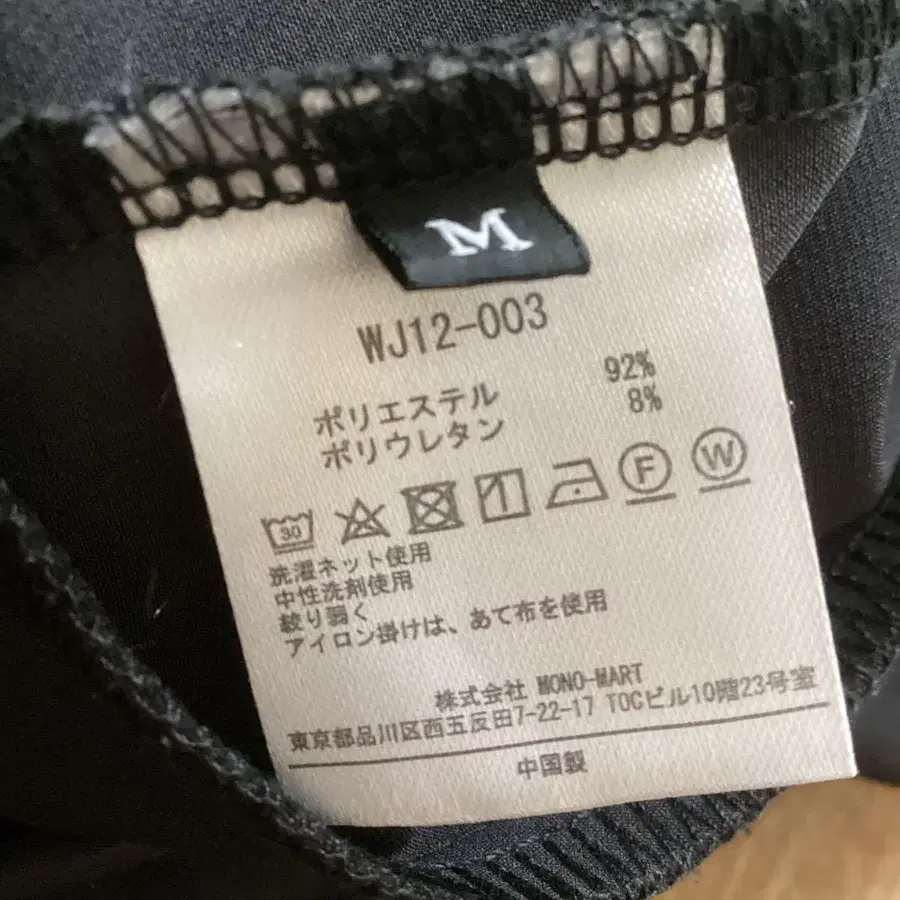 M
WJ12-003
ポリエステル 92%
ポリウレタン 8%
30 F W
洗濯ネット使用
中性洗剤使用
絞り弱く
アイロン掛けは、あて布を使用
株式会社 MONO-MART
東京都品川区西五反田7-22-17 TOCビル10階23号室
中国製